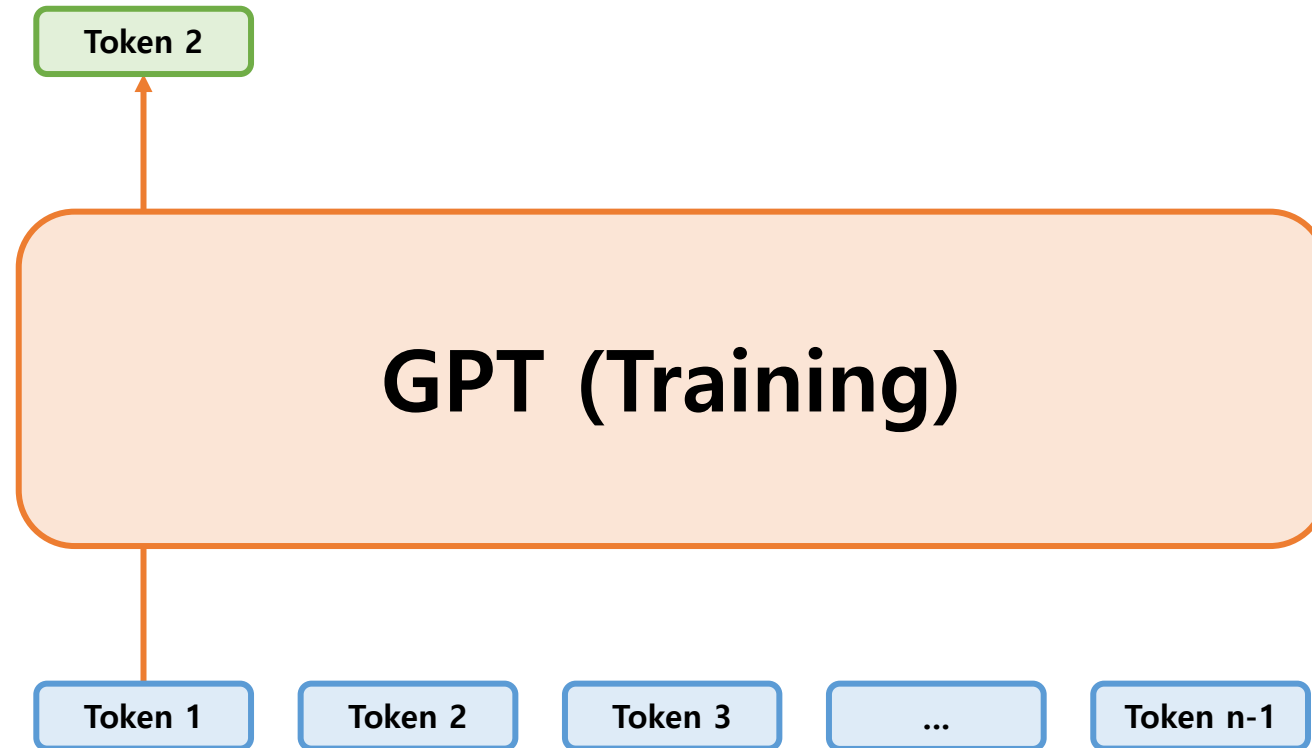 Token 2
GPT (Training)
Token 1
Token 2
Token 3
...
Token n-1